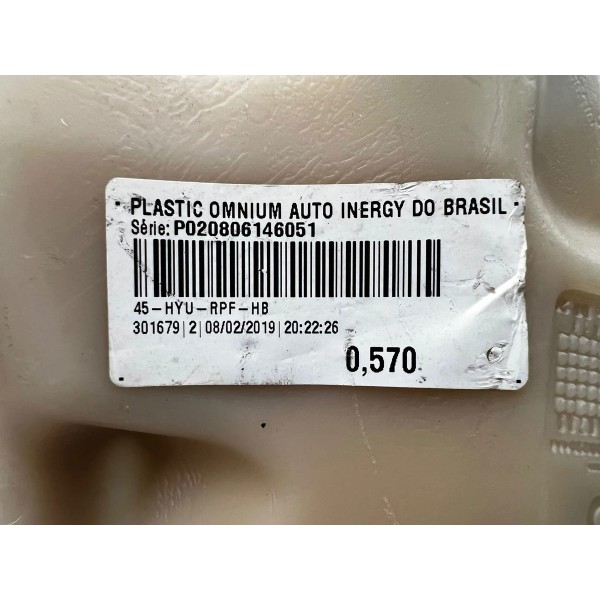 PLASTIC OMNIUM AUTO INERGY DO BRASIL
Série: P020806146051
45-HYU-RPF-HB
301679|2|08/02/2019|20:22:26
0,570